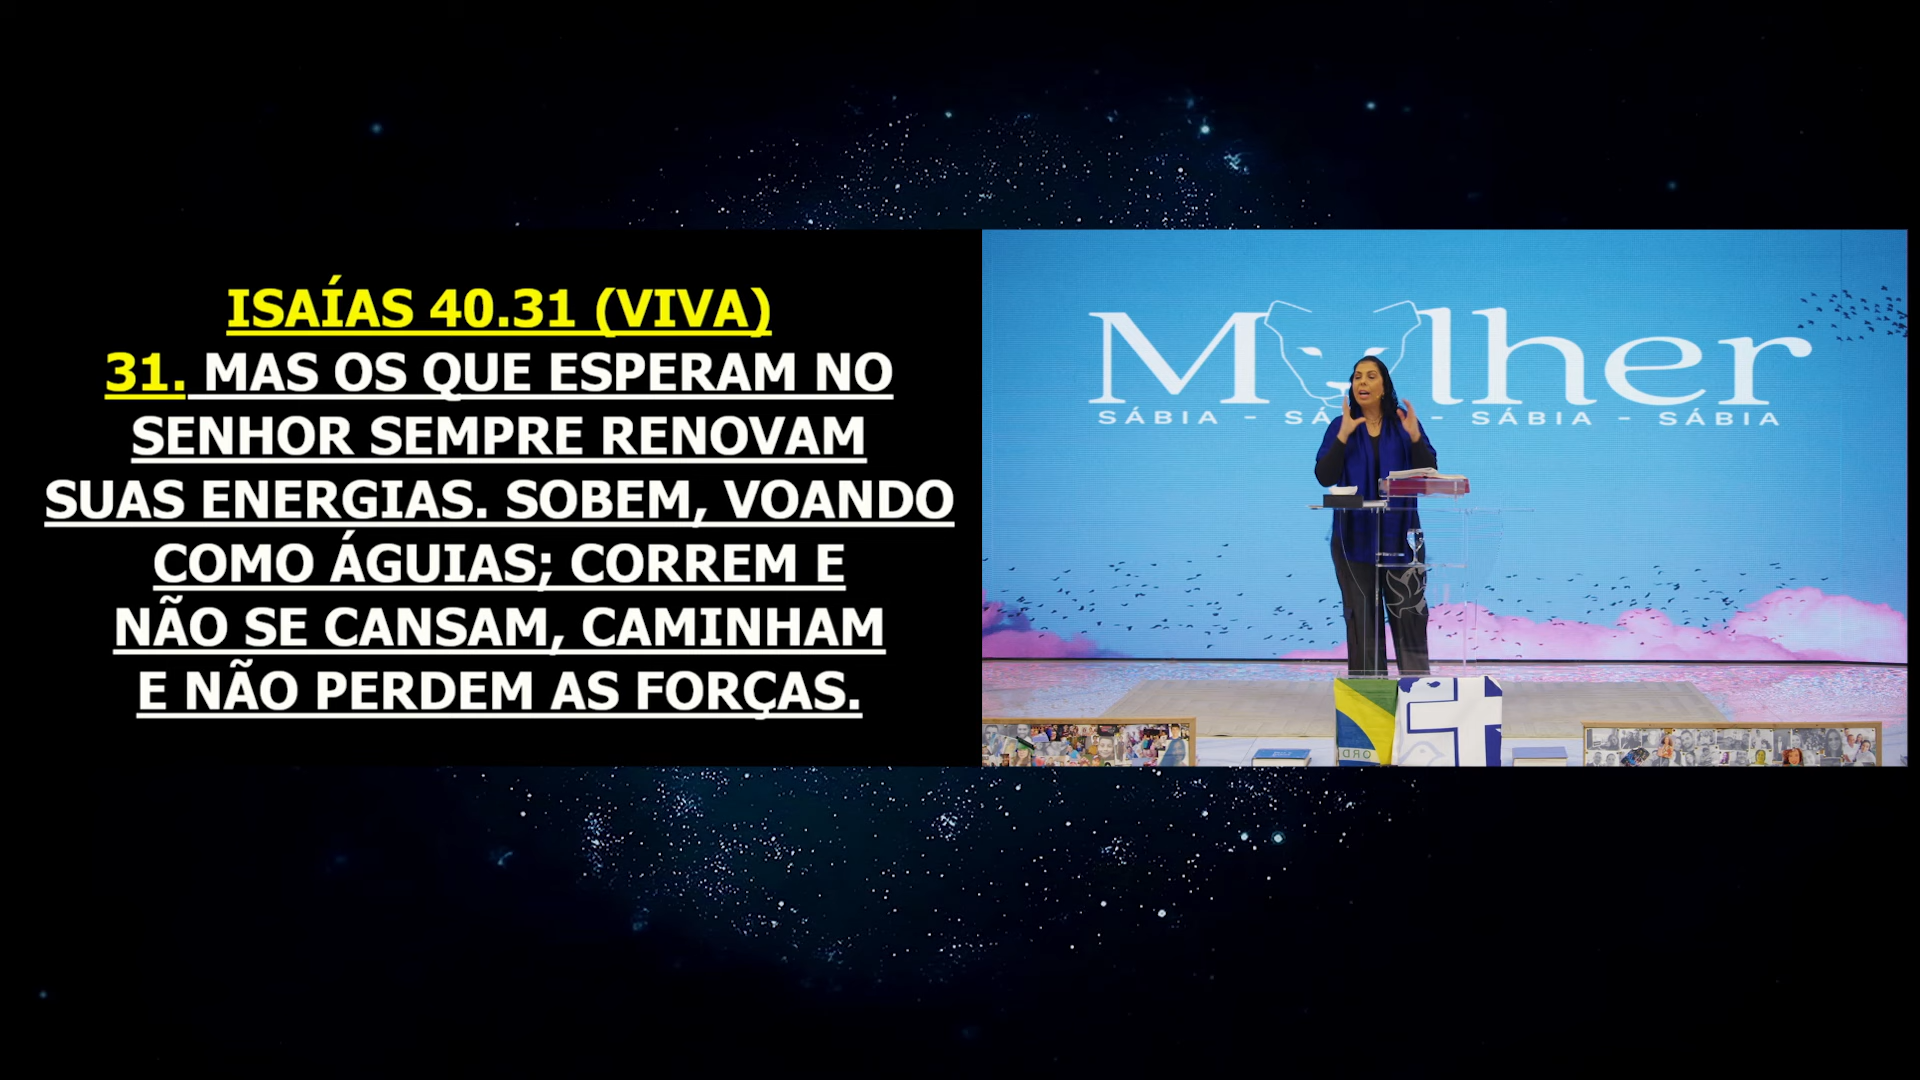 ISAÍAS 40.31 (VIVA)
31. MAS OS QUE ESPERAM NO
SENHOR SEMPRE RENOVAM
SUAS ENERGIAS. SOBEM, VOANDO
COMO ÁGUIAS; CORREM E
NÃO SE CANSAM, CAMINHAM
E NÃO PERDEM AS FORÇAS.
Mulher
SÁBIA - SÁ - SÁBIA - SÁBIA
ORD